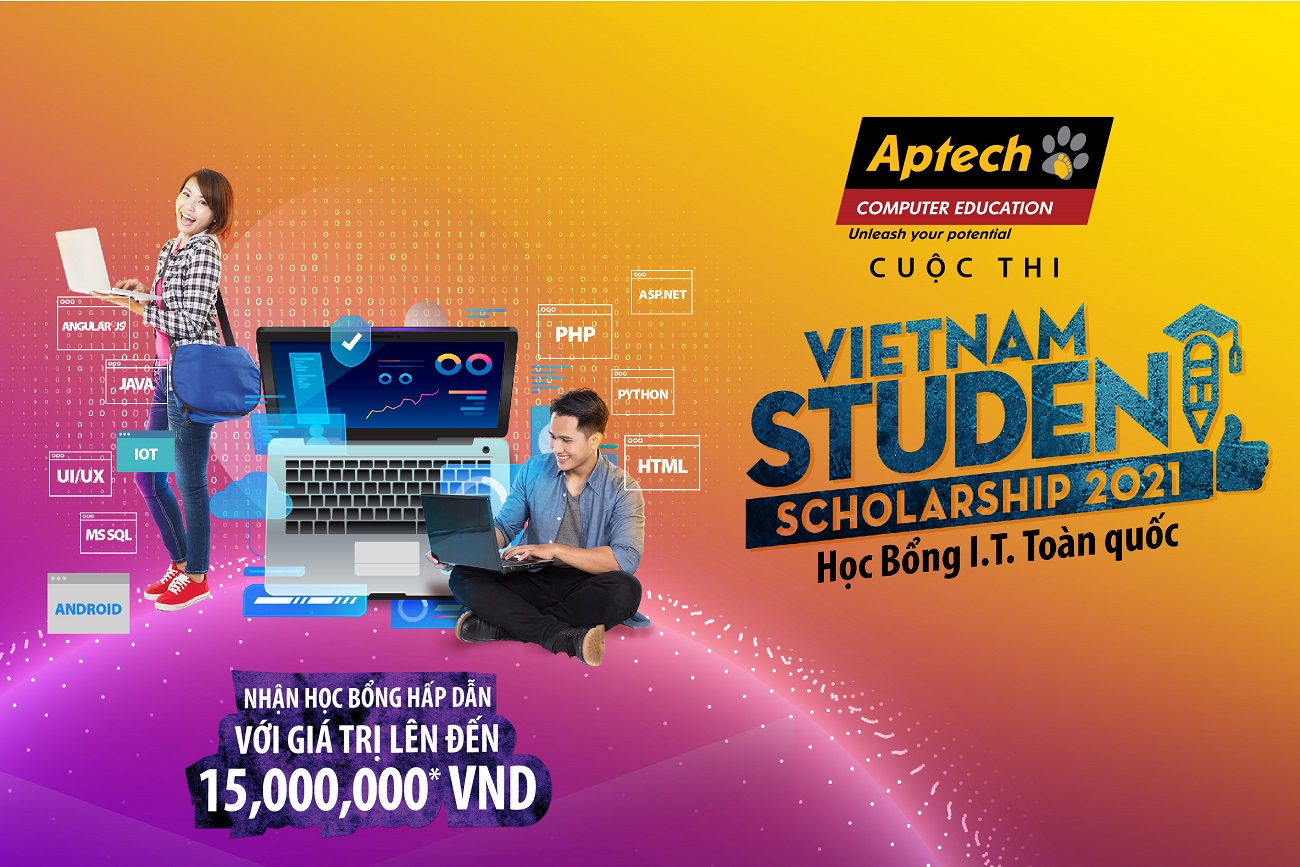 Aptech
COMPUTER EDUCATION
Unleash your potential
CUỘC THI
VIETNAM
STUDENT
SCHOLARSHIP 2021
Học Bổng I.T. Toàn quốc
ANGULAR JS
JAVA
IOT
UI/UX
MS SQL
ANDROID
ASP.NET
PHP
PYTHON
HTML
NHẬN HỌC BỔNG HẤP DẪN
VỚI GIÁ TRỊ LÊN ĐẾN
15,000,000* VND